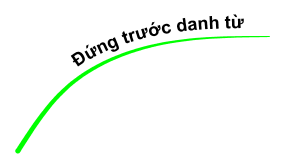 Đứng trước danh từ